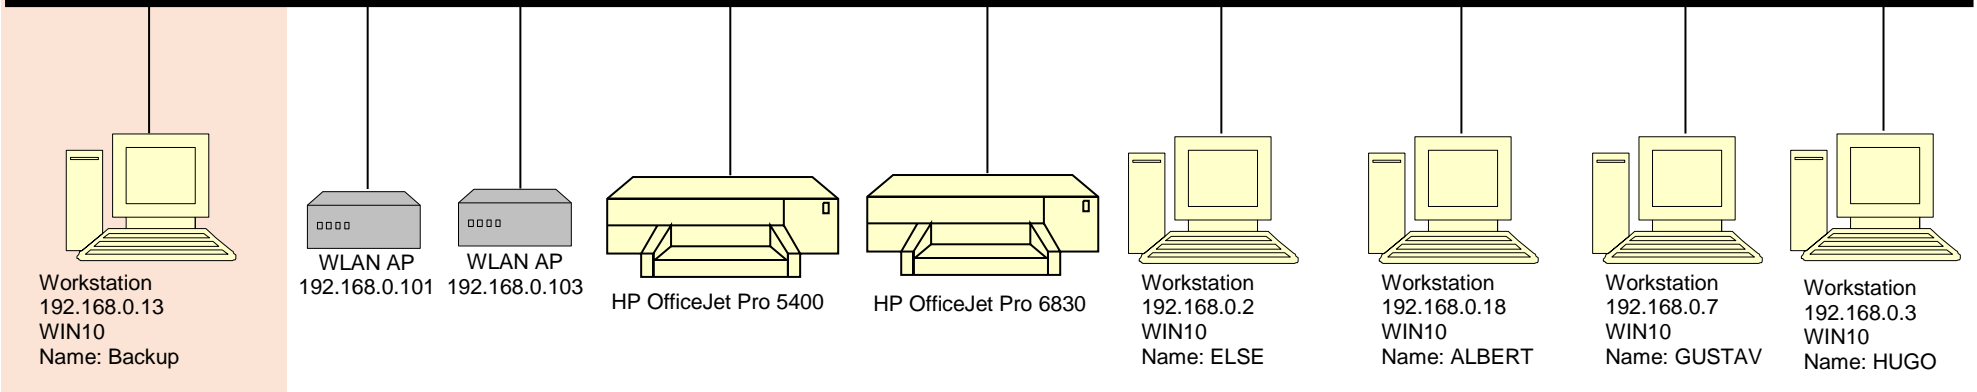 Workstation
192.168.0.13
WIN10
Name: Backup
WLAN AP
192.168.0.101
WLAN AP
192.168.0.103
HP OfficeJet Pro 5400
HP OfficeJet Pro 6830
Workstation
192.168.0.2
WIN10
Name: ELSE
Workstation
192.168.0.18
WIN10
Name: ALBERT
Workstation
192.168.0.7
WIN10
Name: GUSTAV
Workstation
192.168.0.3
WIN10
Name: HUGO